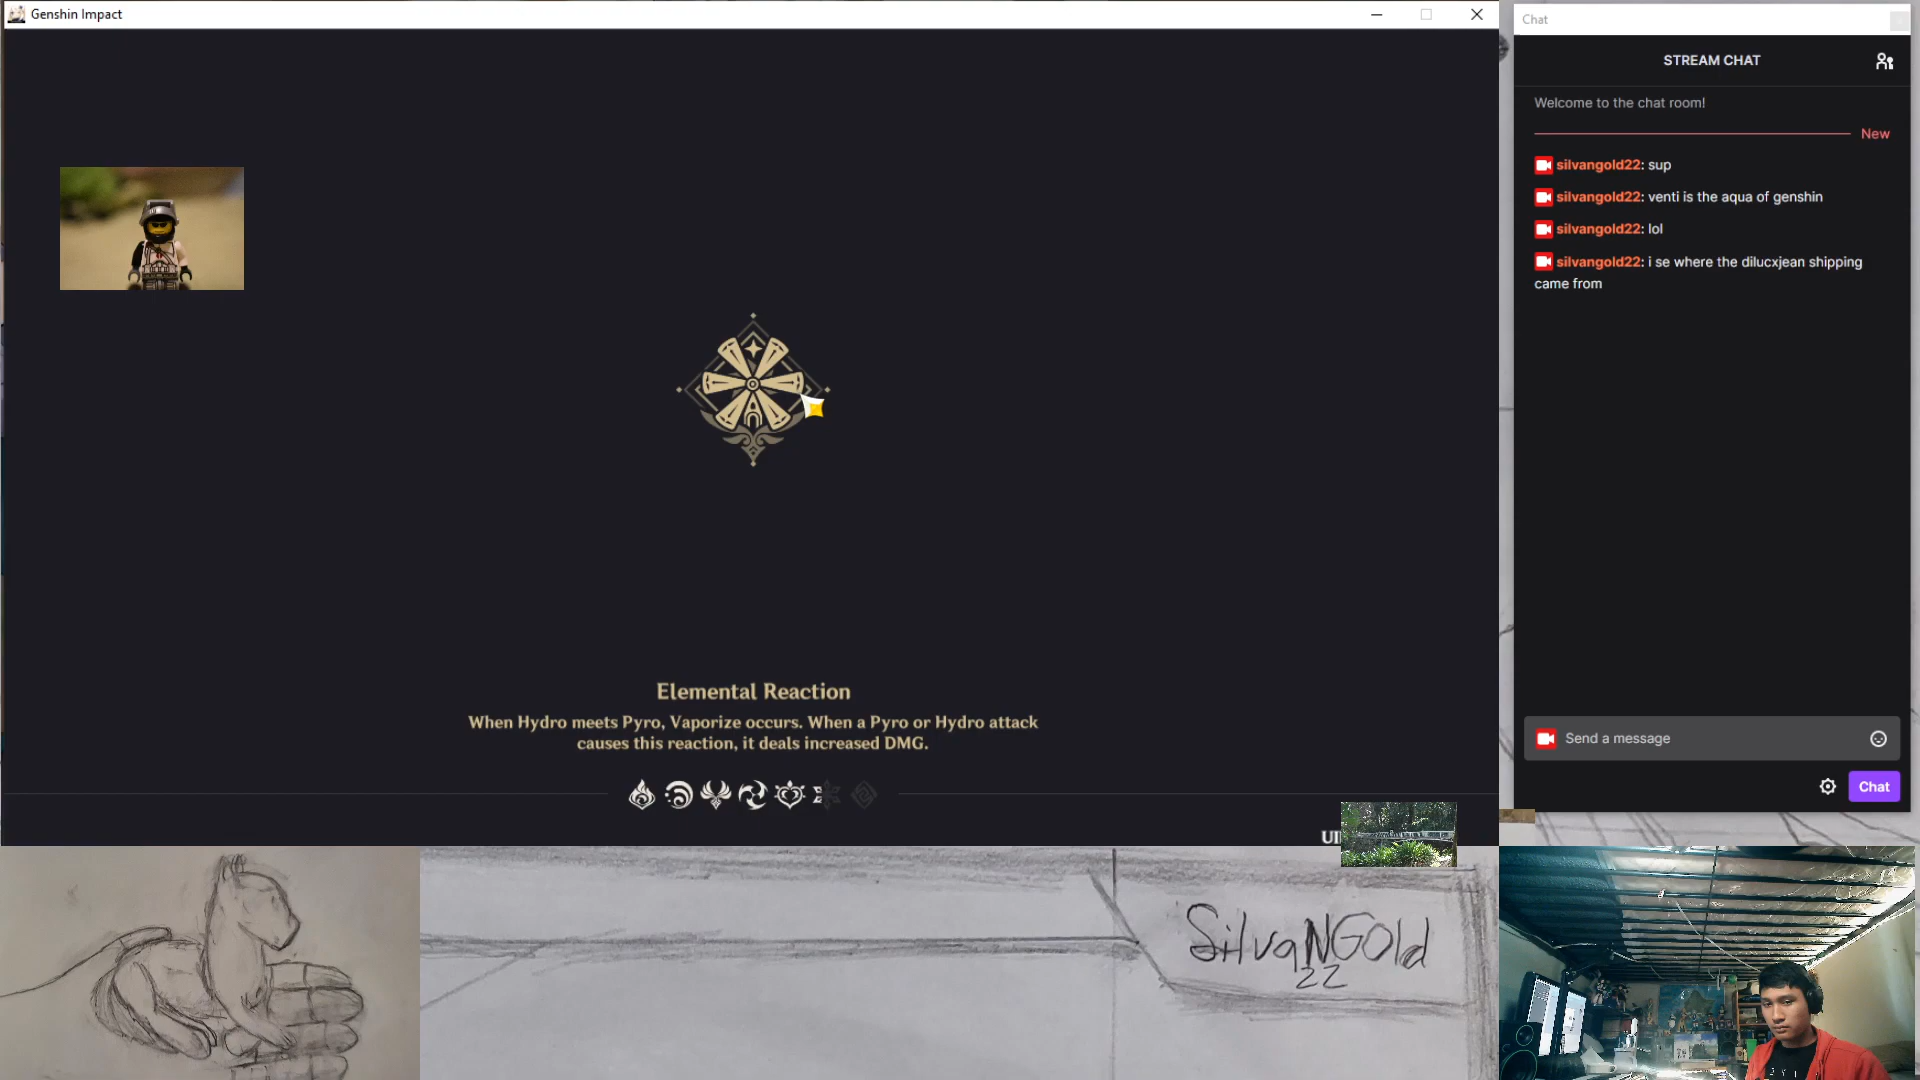 Genshin Impact
Chat
STREAM CHAT
Welcome to the chat room!
New
silvangold22: sup
silvangold22: venti is the aqua of genshin
silvangold22: lol
silvangold22: i se where the dilucxjean shipping
came from
Elemental Reaction
When Hydro meets Pyro, Vaporize occurs. When a Pyro or Hydro attack
causes this reaction, it deals increased DMG.
Send a message
Chat
UI
SilvaNGOld
22